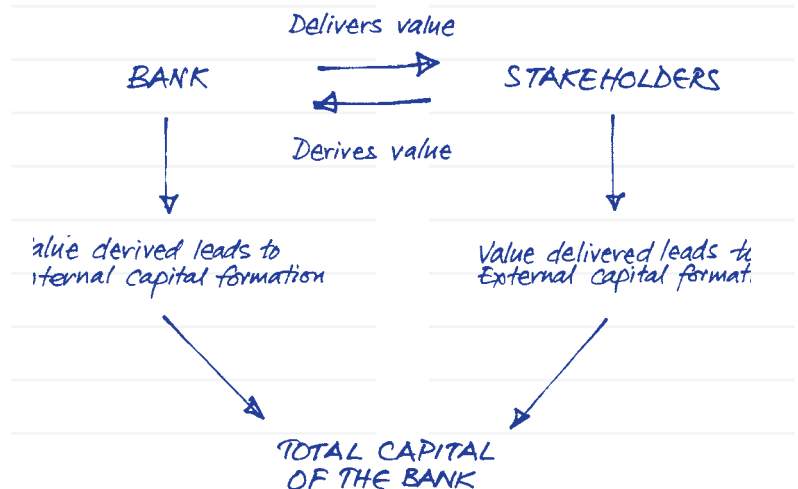 Delivers value
BANK
STAKEHOLDERS
Derives value
alue derived leads to
nternal capital formation
Value delivered leads
External capital format
TOTAL CAPITAL
OF THE BANK